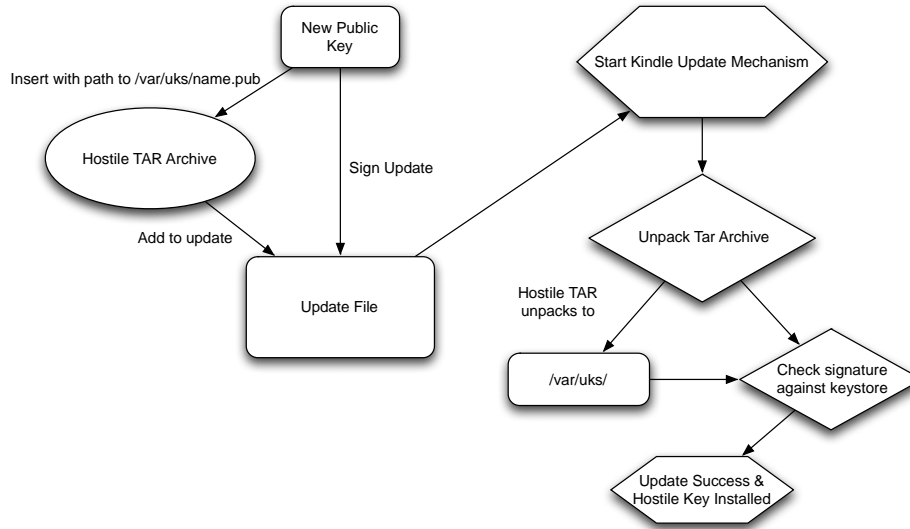 New Public
Key
Start Kindle Update Mechanism
Insert with path to /var/uks/name.pub
Hostile TAR Archive
Sign Update
Add to update
Unpack Tar Archive
Update File
Hostile TAR
unpacks to
/var/uks/
Check signature
against keystore
Update Success &
Hostile Key Installed